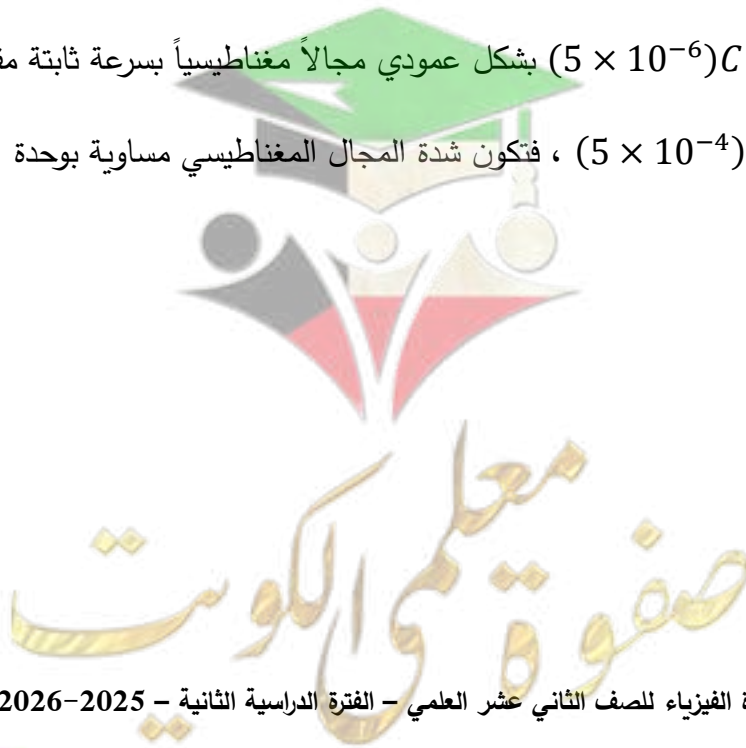 (5 × 10⁻⁶)C بشكل عمودي مجالاً مغناطيسياً بسرعة ثابتة
(5 × 10⁻⁴) ، فتكون شدة المجال المغناطيسي مساوية بوحدة
صفوة معلمي الكويت
الفيزياء للصف الثاني عشر العلمي – الفترة الدراسية الثانية – 2025-2026